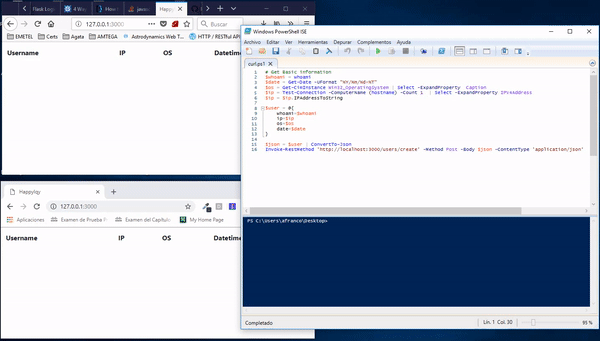 Flask Log
4 Wa
How
javas
Happy
127.0.0.1:3000
Buscar
EMETEL
Certs
Agata
AMTEGA
Astrodynamics Web T...
HTTP / RESTful API
Username IP OS Datetime
HappyIqy
127.0.0.1:3000
Aplicaciones
Examen de Prueba
Examen del Capítulo
My Home Page
Username IP OS Datetime
Windows PowerShell ISE
Archivo Editar Ver Herramientas Depurar Complementos Ayuda
curl.ps1
1 # Get Basic information
2 $whoami = whoami
3 $date = Get-Date -UFormat "%Y/%m/%d-%T"
4 $os = Get-CimInstance Win32_OperatingSystem | Select -ExpandProperty Caption
5 $ip = Test-Connection -ComputerName (hostname) -Count 1 | Select -ExpandProperty IPV4Address
6 $ip = $ip.IPAddressToString
7
8 $user = @{
9 whoami=$whoami
10 ip=$ip
11 os=$os
12 date=$date
13 }
14
15 $json = $user | ConvertTo-Json
16 Invoke-RestMethod 'http://localhost:3000/users/create' -Method Post -Body $json -ContentType 'application/json'
PS C:\Users\afranco\Desktop>
Completado
Lín. 1 Col. 30
95 %